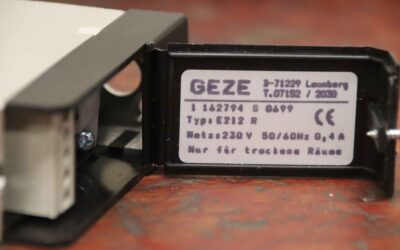 GEZE D-71229 Leonberg
T.07152 / 2030
1 162794 S 0699
Typ: E212 R
Netz: 230 V 50/60Hz 0,4 A
Nur für trockene Räume
CE